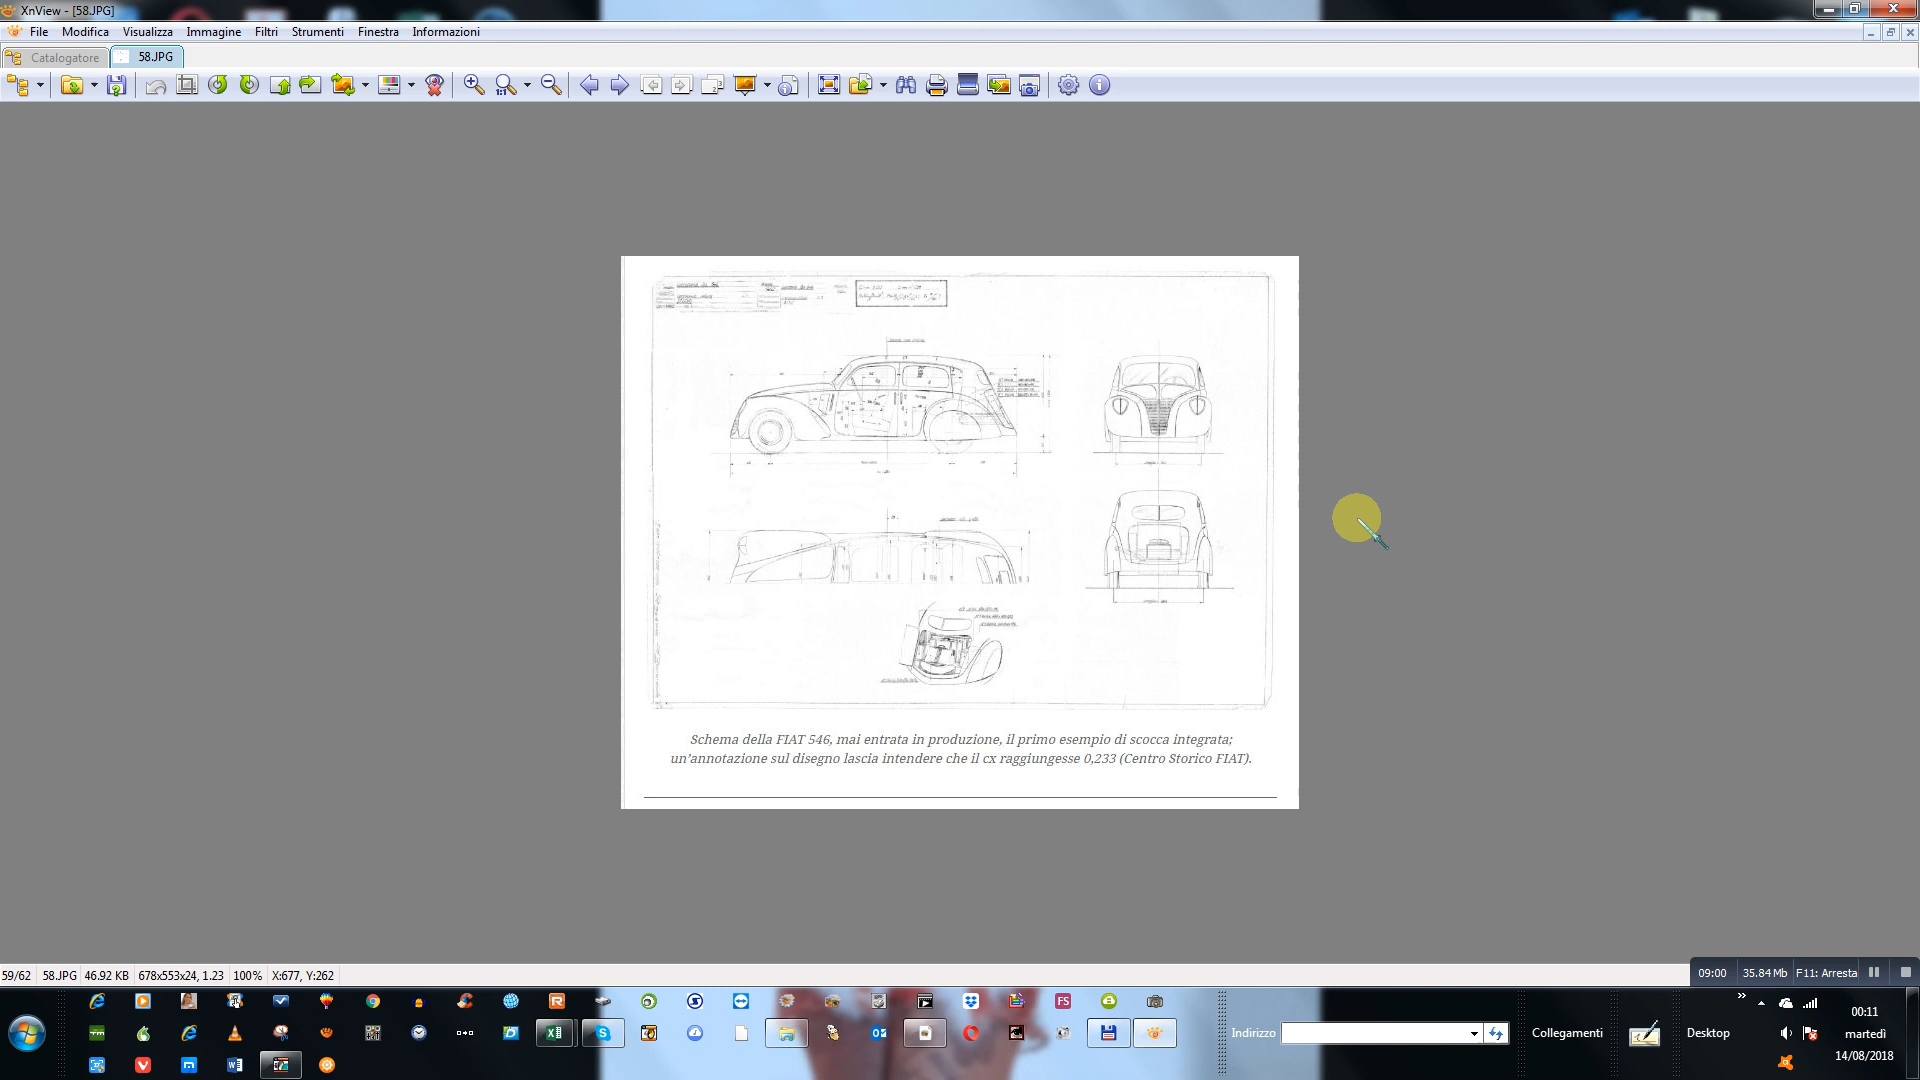 XnView - [58.JPG]
File Modifica Visualizza Immagine Filtri Strumenti Finestra Informazioni
Catalogatore 58.JPG
Schema della FIAT 546, mai entrata in produzione, il primo esempio di scocca integrata;
un'annotazione sul disegno lascia intendere che il cx raggiungesse 0,233 (Centro Storico FIAT).
59/62 58.JPG 46.92 KB 678x553x24, 1.23 100% X:677, Y:262
09:00 35.84 Mb F11: Arresta
Indirizzo Collegamenti Desktop
00:11
martedì
14/08/2018